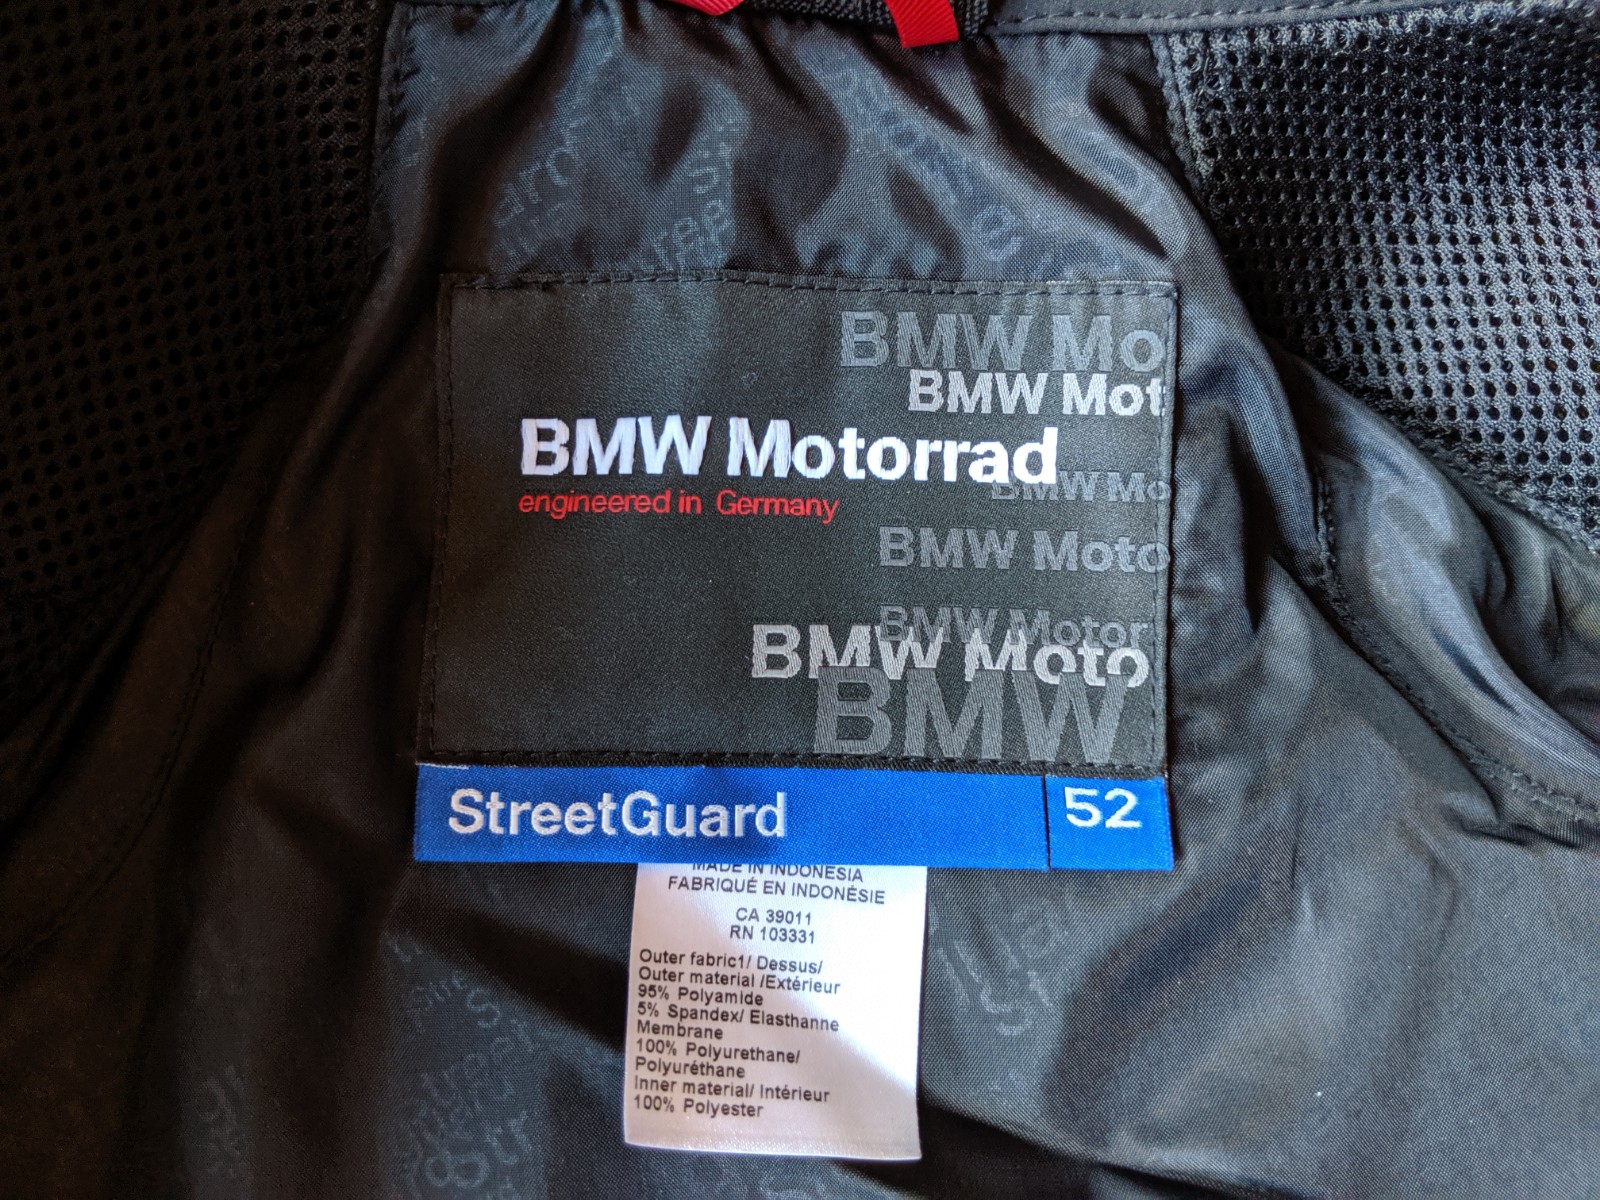 BMW Mo
BMW Mot
BMW Motorrad
BMW Mo
engineered in Germany
BMW Moto
BMW Motor
BMW Moto
BMW
StreetGuard 52
MADE IN INDONESIA
FABRIQUÉ EN INDONÉSIE
CA 39011
RN 103331
Outer fabric1/ Dessus/
Outer material /Extérieur
95% Polyamide
5% Spandex/ Elasthanne
Membrane
100% Polyurethane/
Polyuréthane
Inner material/ Intérieur
100% Polyester